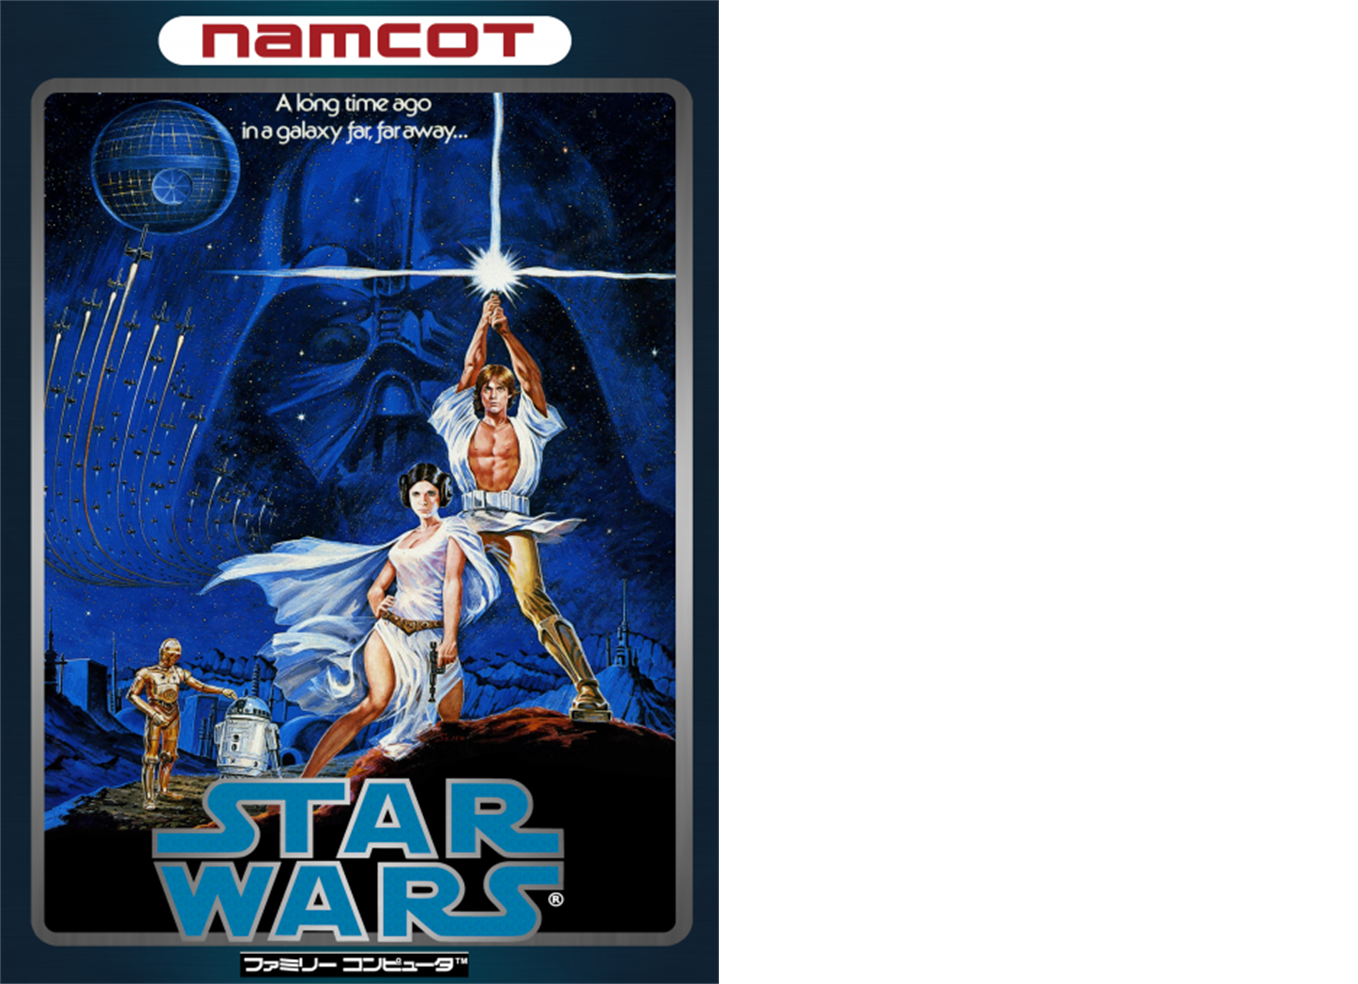 namcot
A long time ago
in a galaxy far, far away...
STAR
WARS®
ファミリー コンピュータ™